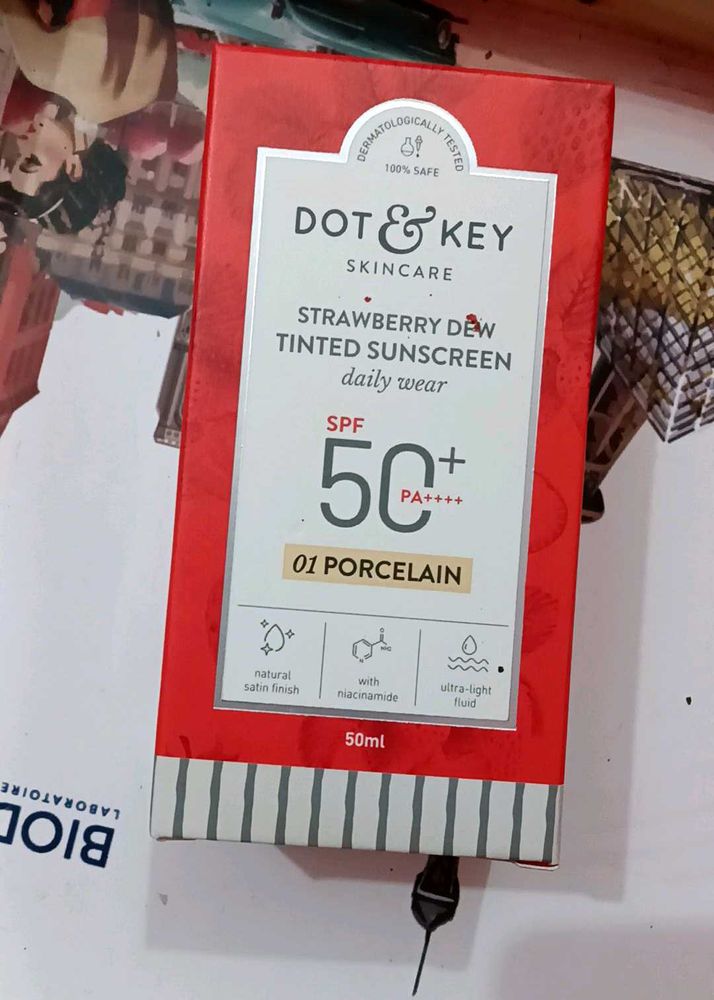 DERMATOLOGICALLY TESTED
100% SAFE
DOT & KEY
SKINCARE
STRAWBERRY DEW
TINTED SUNSCREEN
daily wear
SPF
50+
PA++++
01 PORCELAIN
natural
satin finish
with
niacinamide
ultra-light
fluid
50ml
LABORATOIRE
BIOD